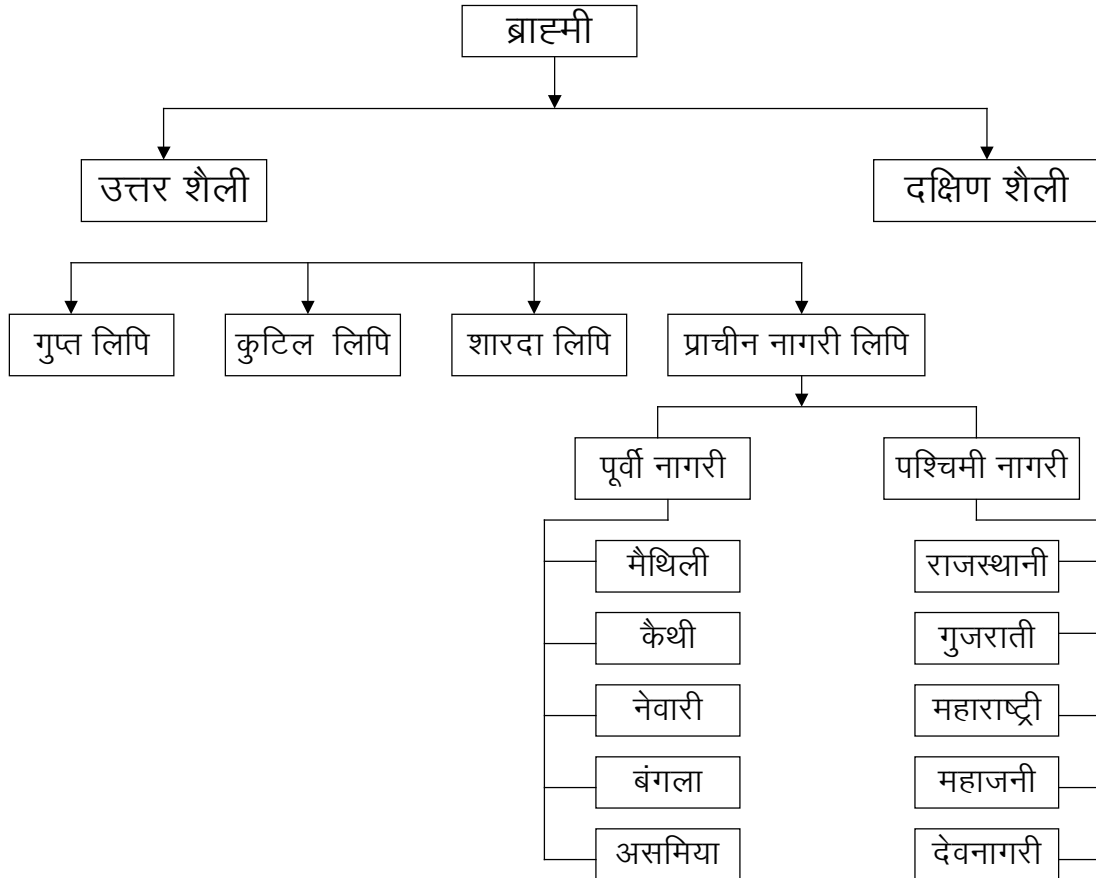 ब्राह्मी
उत्तर शैली
दक्षिण शैली
गुप्त लिपि
कुटिल लिपि
शारदा लिपि
प्राचीन नागरी लिपि
पूर्वी नागरी
पश्चिमी नागरी
मैथिली
कैथी
नेवारी
बंगला
असमिया
राजस्थानी
गुजराती
महाराष्ट्री
महाजनी
देवनागरी